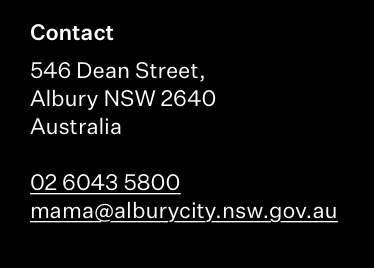 Contact
546 Dean Street,
Albury NSW 2640
Australia
02 6043 5800
mama@alburycity.nsw.gov.au